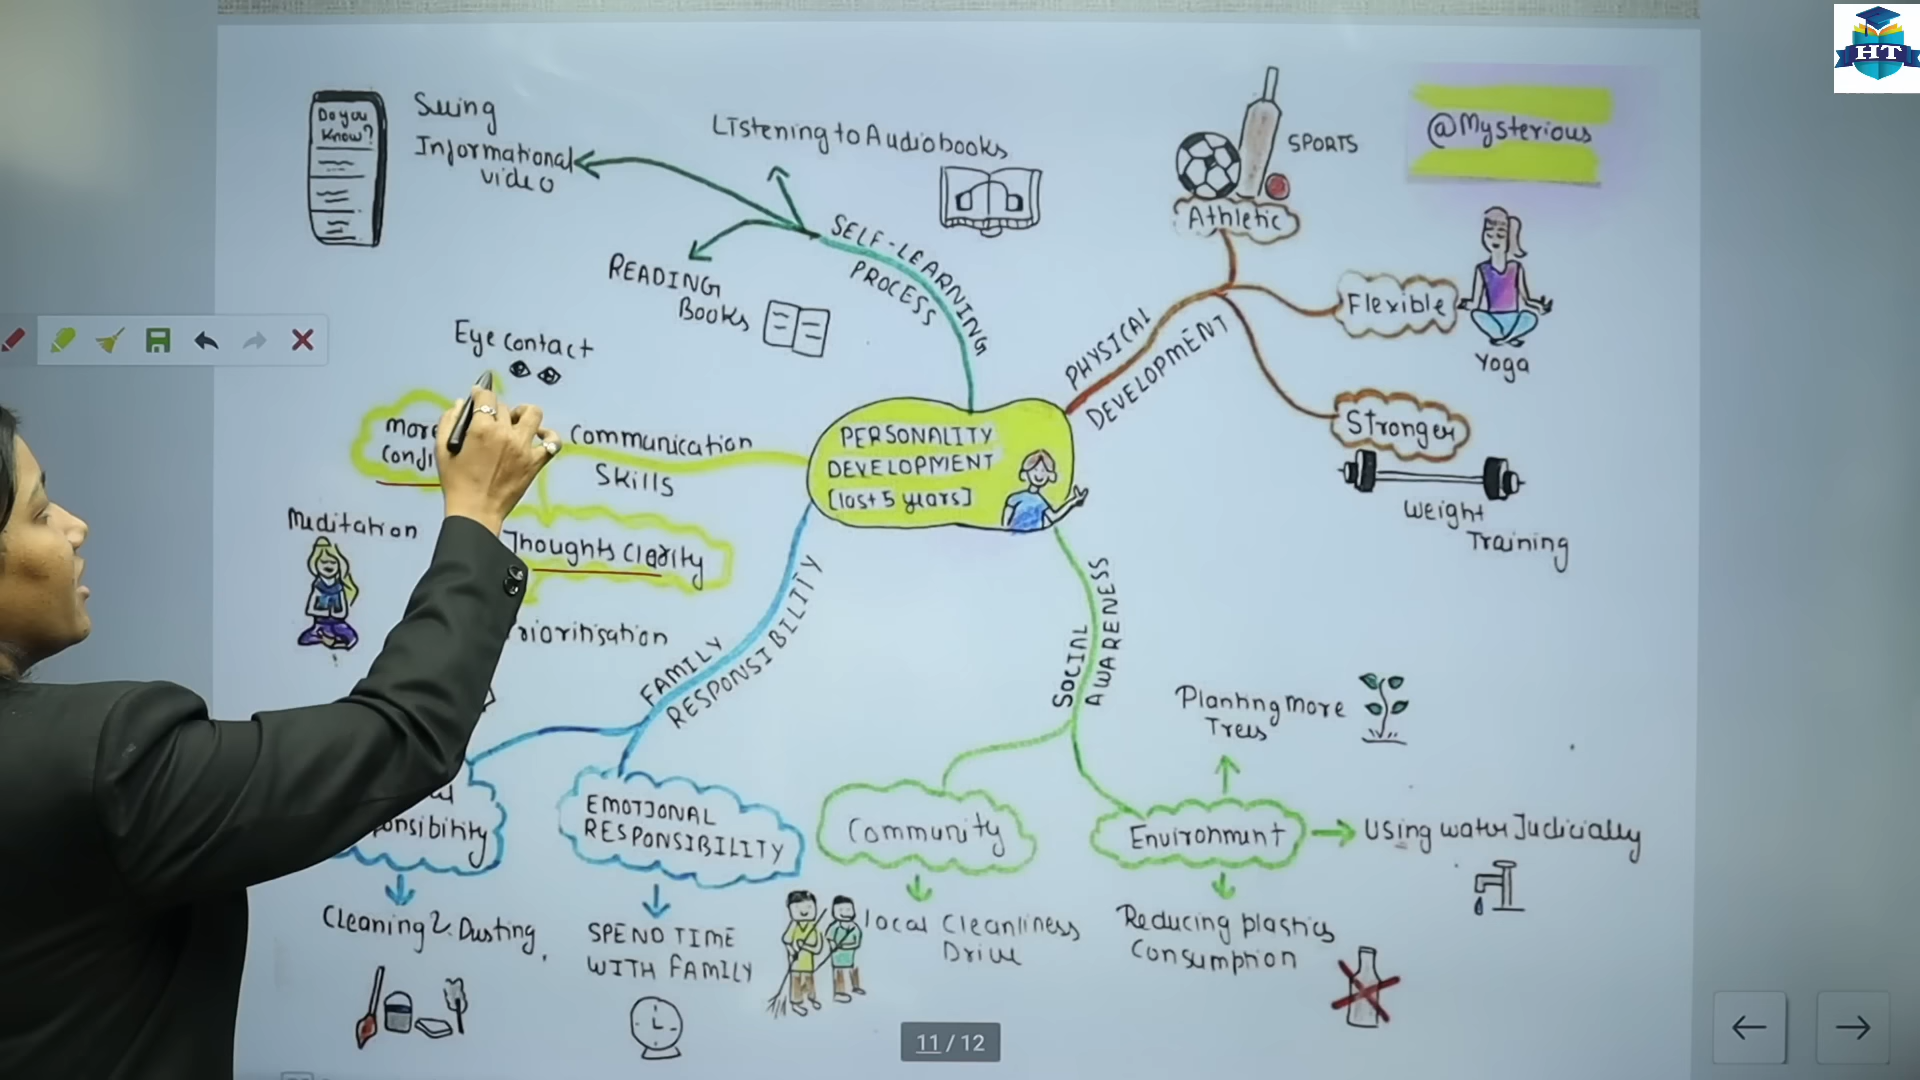 HT
@Mysterious
Do you
Know?
Seeing
Informational
video
Listening to Audiobooks
SPORTS
Athletic
SELF-LEARNING
PROCESS
READING
Books
Flexible
Yoga
PHYSICAL
DEVELOPMENT
Eye contact
Stronger
Weight
Training
Communication
Skills
PERSONALITY
DEVELOPMENT
[last 5 years]
Meditation
Thoughts Clarity
FAMILY
RESPONSIBILITY
SOCIAL
AWARENESS
Planting more
Trees
EMOTIONAL
RESPONSIBILITY
Community
Environment
Using water Judicially
Cleaning & Dusting
SPEND TIME
WITH FAMILY
local Cleanliness
Drive
Reducing plastics
Consumption
11 / 12